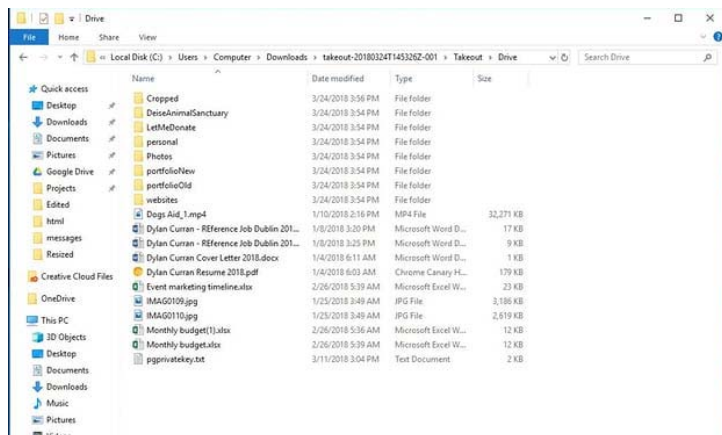 Drive
File Home Share View
« Local Disk (C:) › Users › Computer › Downloads › takeout-20180324T145326Z-001 › Takeout › Drive Search Drive
Name Date modified Type Size
Quick access
Desktop
Downloads
Documents
Pictures
Google Drive
Projects
Edited
html
messages
Resized
Creative Cloud Files
OneDrive
This PC
3D Objects
Desktop
Documents
Downloads
Music
Pictures
Cropped 3/24/2018 3:56 PM File folder
DeiseAnimalSanctuary 3/24/2018 3:54 PM File folder
LetMeDonate 3/24/2018 3:54 PM File folder
personal 3/24/2018 3:54 PM File folder
Photos 3/24/2018 3:54 PM File folder
portfolioNew 3/24/2018 3:54 PM File folder
portfolioOld 3/24/2018 3:54 PM File folder
websites 3/24/2018 3:54 PM File folder
Dogs Aid_1.mp4 1/10/2018 2:16 PM MP4 File 32,271 KB
Dylan Curran - REference Job Dublin 201... 1/8/2018 3:20 PM Microsoft Word D... 17 KB
Dylan Curran - REference Job Dublin 201... 1/8/2018 3:25 PM Microsoft Word D... 9 KB
Dylan Curran Cover Letter 2018.docx 1/4/2018 6:11 AM Microsoft Word D... 1 KB
Dylan Curran Resume 2018.pdf 1/4/2018 6:03 AM Chrome Canary H... 179 KB
Event marketing timeline.xlsx 2/26/2018 5:39 AM Microsoft Excel W... 23 KB
IMAG0109.jpg 1/25/2018 3:49 AM JPG File 3,186 KB
IMAG0110.jpg 1/25/2018 3:49 AM JPG File 2,619 KB
Monthly budget(1).xlsx 2/26/2018 5:36 AM Microsoft Excel W... 12 KB
Monthly budget.xlsx 2/26/2018 5:39 AM Microsoft Excel W... 12 KB
pgprivatekey.txt 3/11/2018 3:04 PM Text Document 2 KB